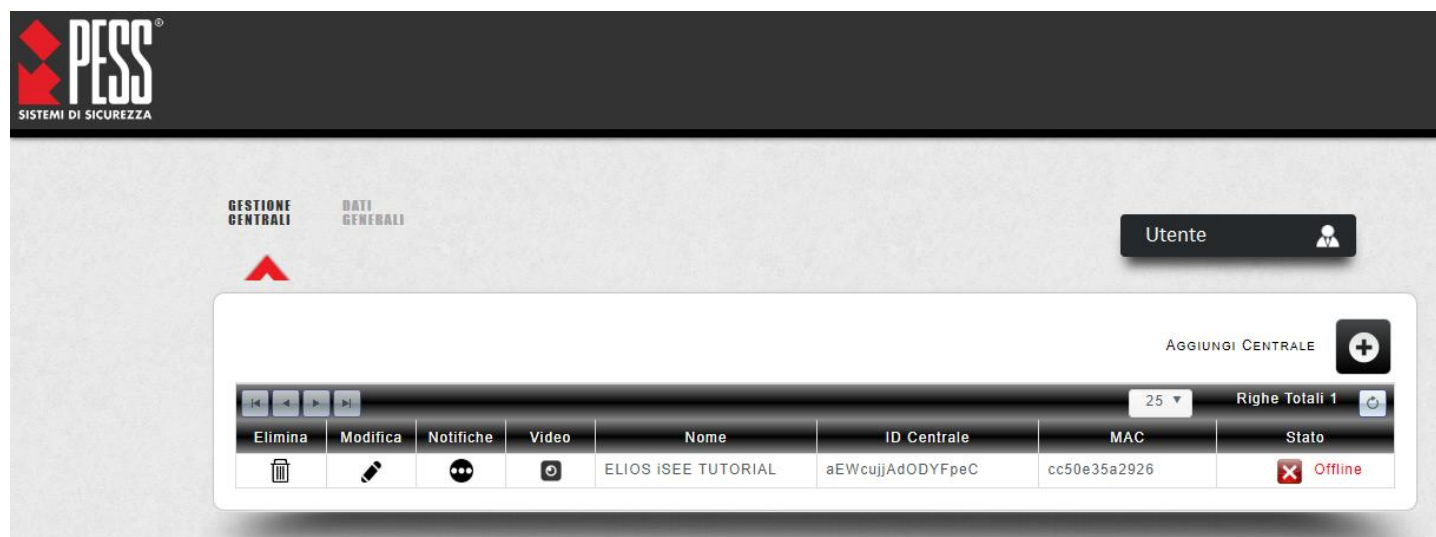 PESS®
SISTEMI DI SICUREZZA
GESTIONE CENTRALI
DATI GENERALI
Utente
AGGIUNGI CENTRALE
25 Righe Totali 1
Elimina Modifica Notifiche Video Nome ID Centrale MAC Stato
ELIOS iSEE TUTORIAL aEWcujjAdODYFpeC cc50e35a2926 Offline